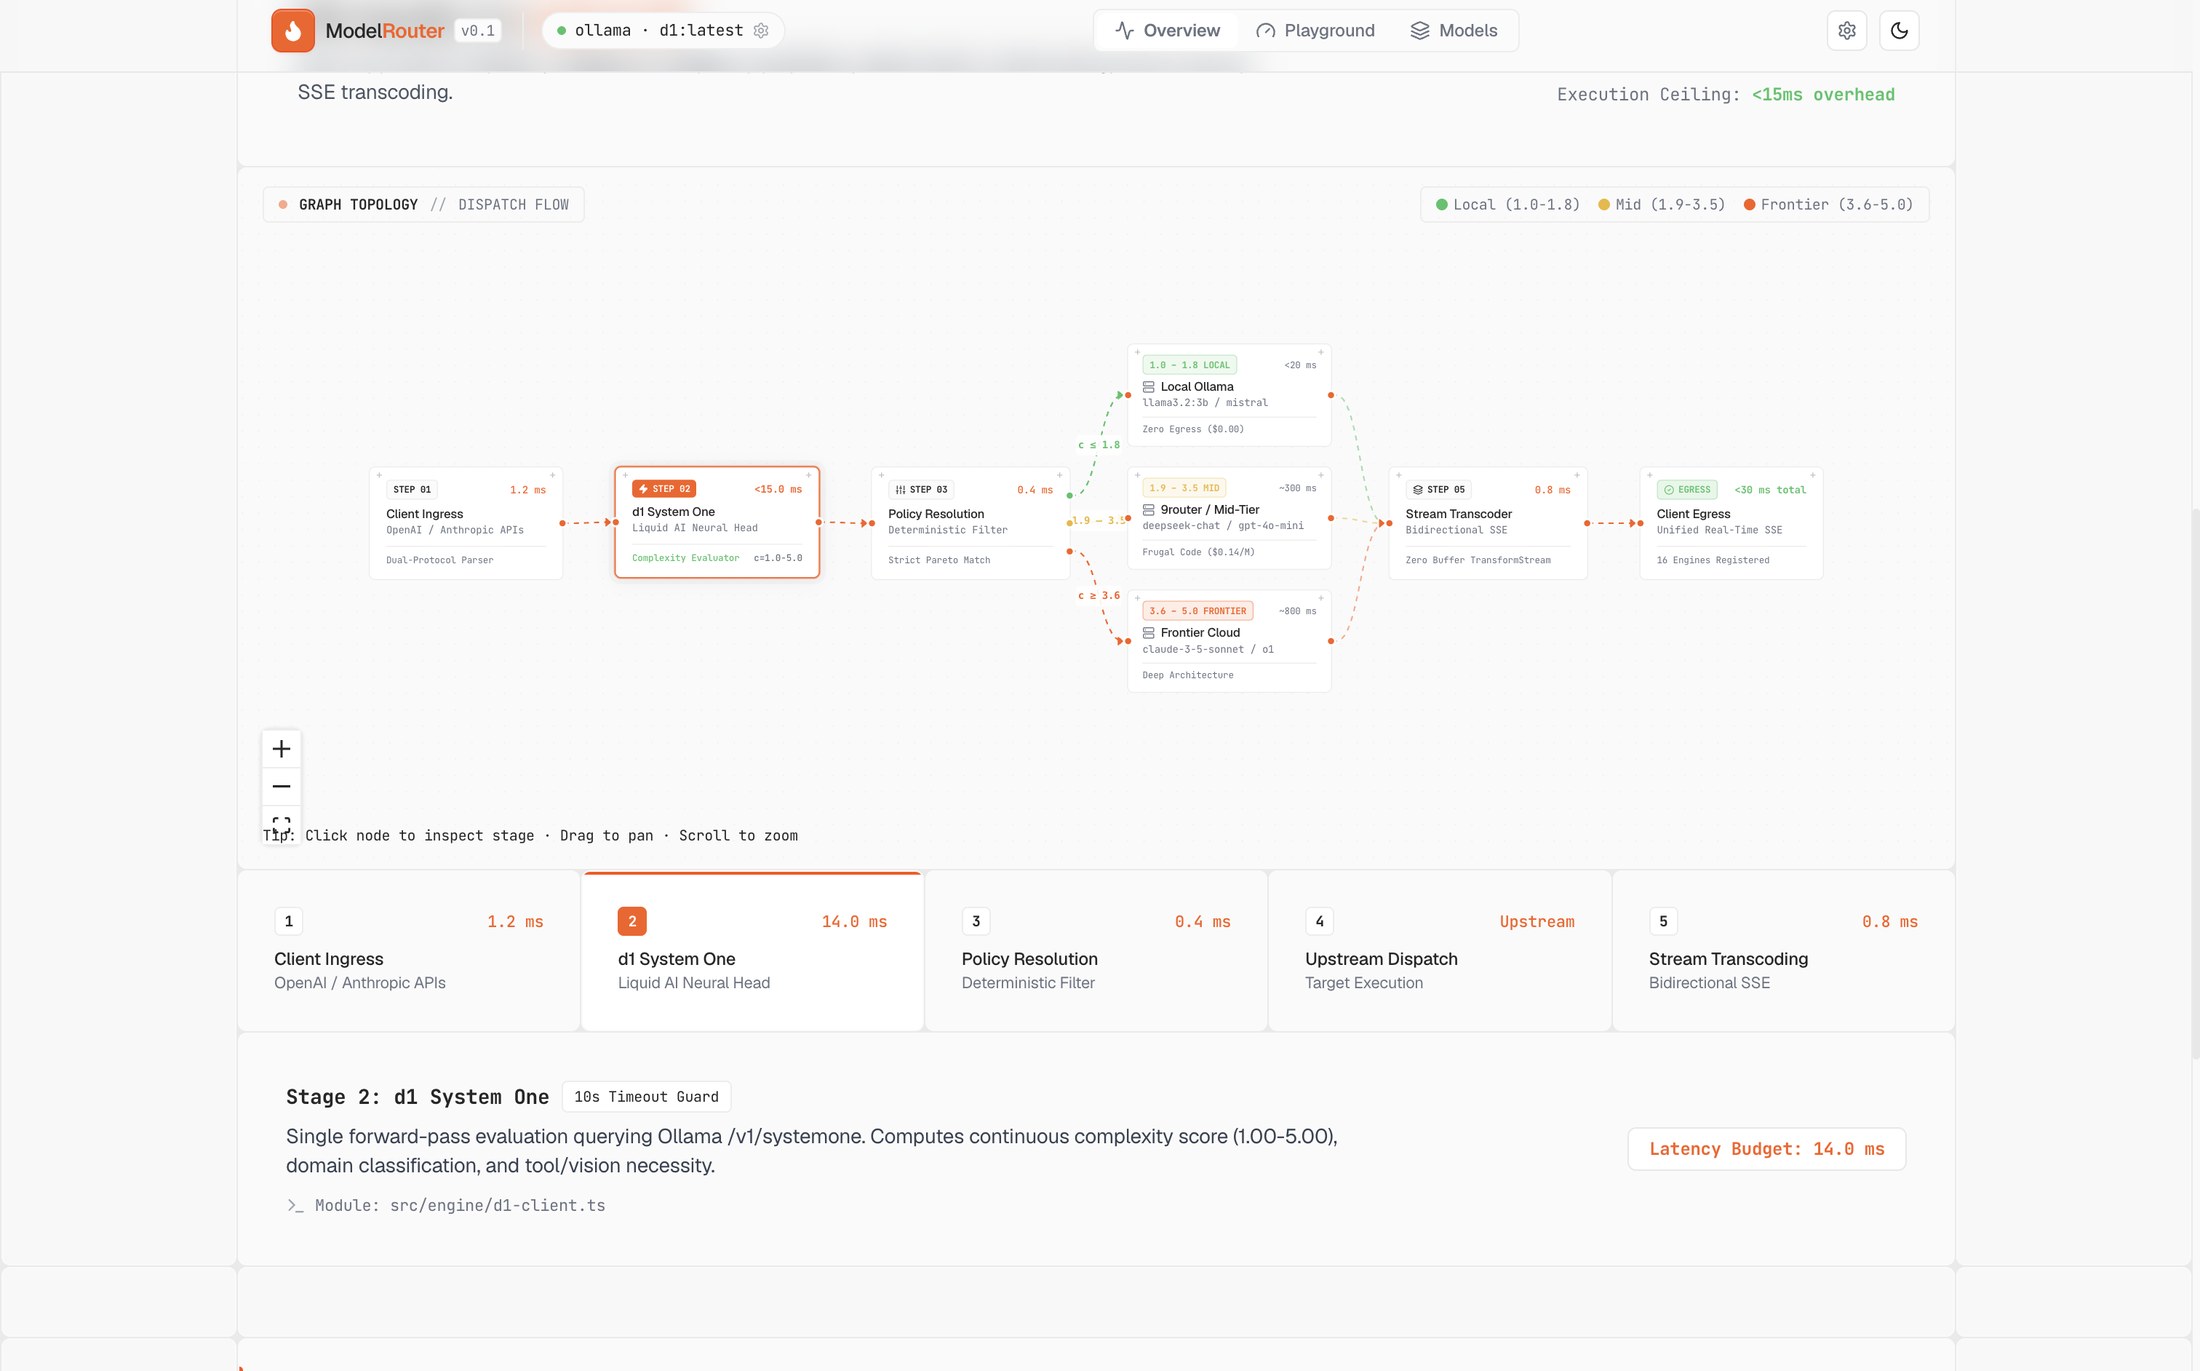 ModelRouter v0.1
ollama · d1:latest
Overview
Playground
Models
SSE transcoding.
Execution Ceiling: <15ms overhead
GRAPH TOPOLOGY // DISPATCH FLOW
Local (1.0-1.8) Mid (1.9-3.5) Frontier (3.6-5.0)
STEP 01 1.2 ms
Client Ingress
OpenAI / Anthropic APIs
Dual-Protocol Parser
STEP 02 <15.0 ms
d1 System One
Liquid AI Neural Head
Complexity Evaluator c=1.0-5.0
STEP 03 0.4 ms
Policy Resolution
Deterministic Filter
Strict Pareto Match
c ≤ 1.8
1.9 – 3.5
c ≥ 3.6
1.0 – 1.8 LOCAL <20 ms
Local Ollama
llama3.2:3b / mistral
Zero Egress ($0.00)
1.9 – 3.5 MID ~300 ms
9router / Mid-Tier
deepseek-chat / gpt-4o-mini
Frugal Code ($0.14/M)
3.6 – 5.0 FRONTIER ~800 ms
Frontier Cloud
claude-3-5-sonnet / o1
Deep Architecture
STEP 05 0.8 ms
Stream Transcoder
Bidirectional SSE
Zero Buffer TransformStream
EGRESS <30 ms total
Client Egress
Unified Real-Time SSE
16 Engines Registered
Tip: Click node to inspect stage · Drag to pan · Scroll to zoom
1 1.2 ms
Client Ingress
OpenAI / Anthropic APIs
2 14.0 ms
d1 System One
Liquid AI Neural Head
3 0.4 ms
Policy Resolution
Deterministic Filter
4 Upstream
Upstream Dispatch
Target Execution
5 0.8 ms
Stream Transcoding
Bidirectional SSE
Stage 2: d1 System One 10s Timeout Guard
Single forward-pass evaluation querying Ollama /v1/systemone. Computes continuous complexity score (1.00-5.00),
domain classification, and tool/vision necessity.
Latency Budget: 14.0 ms
>_ Module: src/engine/d1-client.ts